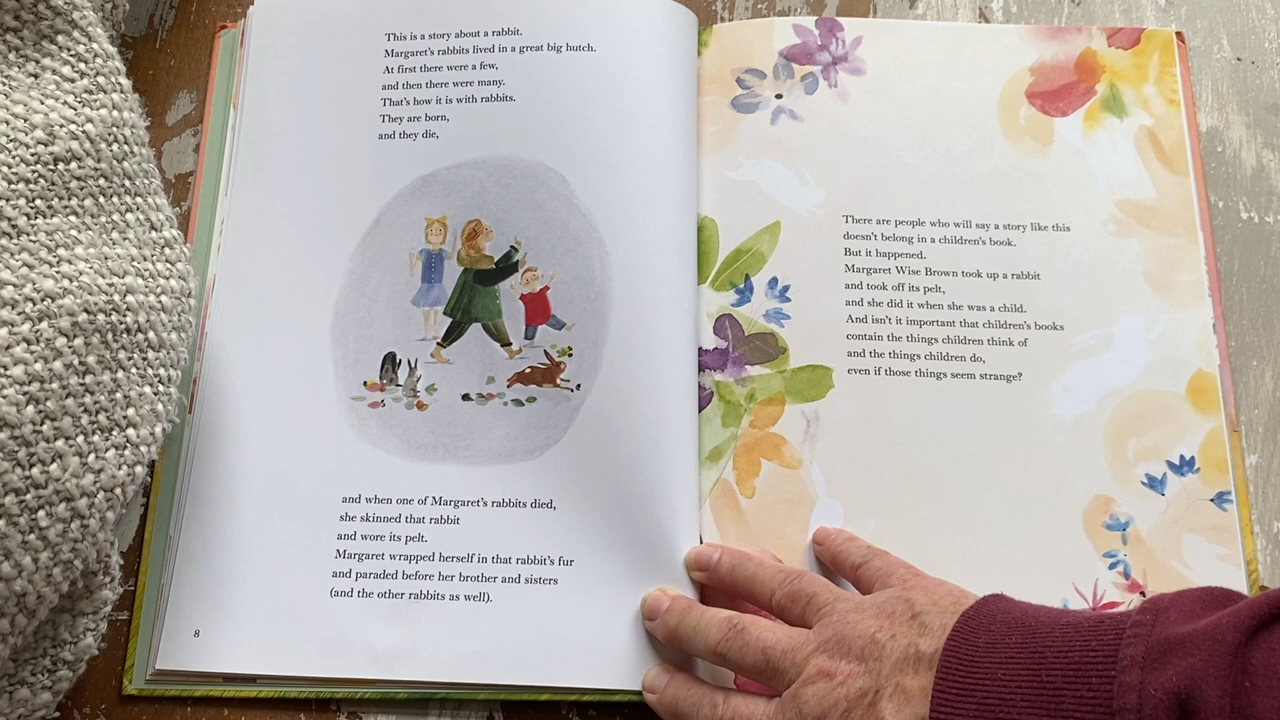 This is a story about a rabbit.
Margaret's rabbits lived in a great big hutch.
At first there were a few,
and then there were many.
That's how it is with rabbits.
They are born,
and they die,
and when one of Margaret's rabbits died,
she skinned that rabbit
and wore its pelt.
Margaret wrapped herself in that rabbit's fur
and paraded before her brother and sisters
(and the other rabbits as well).
8
There are people who will say a story like this
doesn't belong in a children's book.
But it happened.
Margaret Wise Brown took up a rabbit
and took off its pelt,
and she did it when she was a child.
And isn't it important that children's books
contain the things children think of
and the things children do,
even if those things seem strange?